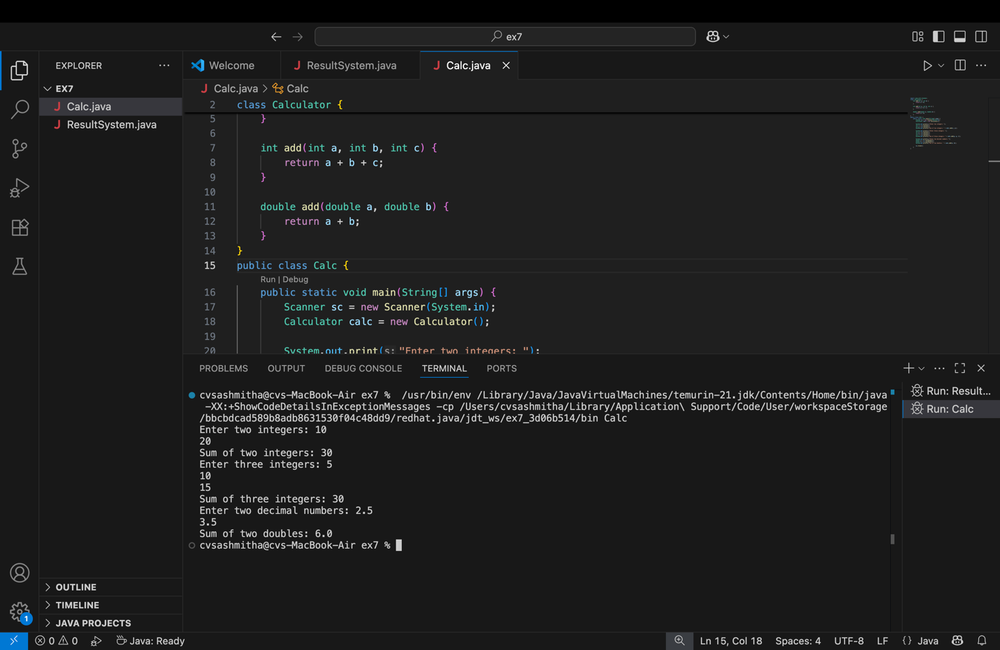 ex7
EXPLORER
Welcome
ResultSystem.java
Calc.java
EX7
Calc.java
ResultSystem.java
Calc.java > Calc
2 class Calculator {
5 }
6
7 int add(int a, int b, int c) {
8 return a + b + c;
9 }
10
11 double add(double a, double b) {
12 return a + b;
13 }
14 }
15 public class Calc {
Run | Debug
16 public static void main(String[] args) {
17 Scanner sc = new Scanner(System.in);
18 Calculator calc = new Calculator();
19
20 System.out.print(s: "Enter two integers: ");
PROBLEMS OUTPUT DEBUG CONSOLE TERMINAL PORTS
cvsashmitha@cvs-MacBook-Air ex7 % /usr/bin/env /Library/Java/JavaVirtualMachines/temurin-21.jdk/Contents/Home/bin/java
-XX:+ShowCodeDetailsInExceptionMessages -cp /Users/cvsashmitha/Library/Application\ Support/Code/User/workspaceStorage
/bbcbdcad589b8adb8631530f04c48dd9/redhat.java/jdt_ws/ex7_3d06b514/bin Calc
Enter two integers: 10
20
Sum of two integers: 30
Enter three integers: 5
10
15
Sum of three integers: 30
Enter two decimal numbers: 2.5
3.5
Sum of two doubles: 6.0
cvsashmitha@cvs-MacBook-Air ex7 %
Run: Result...
Run: Calc
OUTLINE
TIMELINE
JAVA PROJECTS
1
0 0 Java: Ready
Ln 15, Col 18 Spaces: 4 UTF-8 LF {} Java